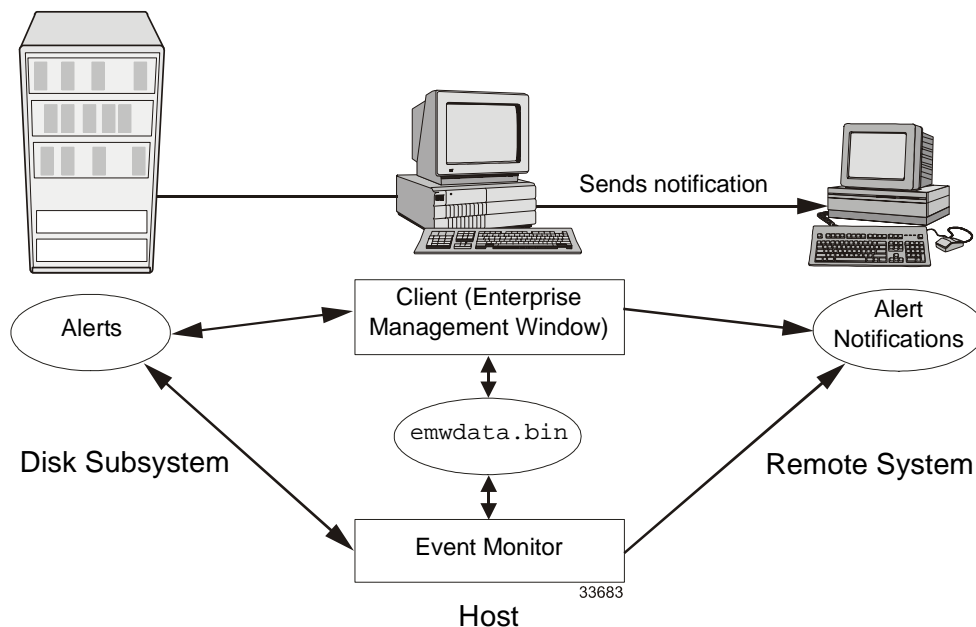 Sends notification
Alerts
Client (Enterprise
Management Window)
Alert
Notifications
emwdata.bin
Disk Subsystem
Remote System
Event Monitor
33683
Host